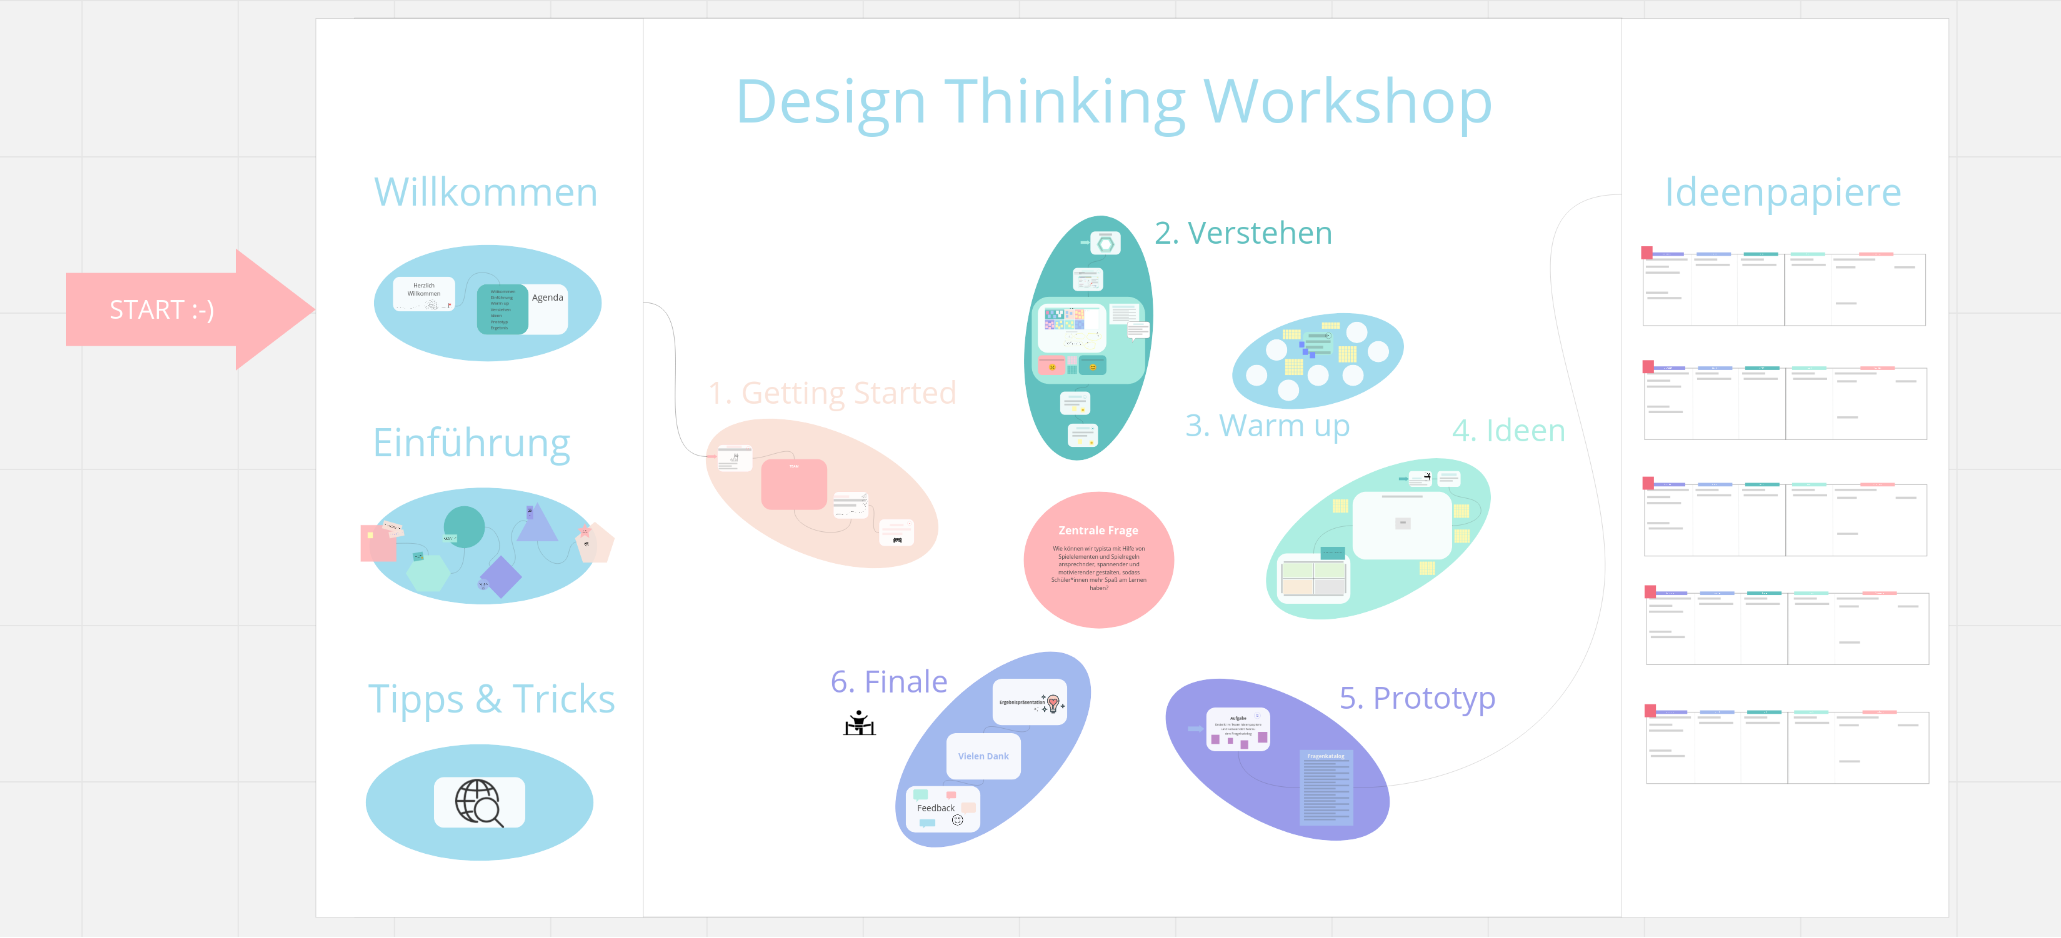 Design Thinking Workshop
START :-)
Willkommen
Herzlich
Willkommen
Agenda
Einführung
Tipps & Tricks
1. Getting Started
2. Verstehen
3. Warm up
4. Ideen
Zentrale Frage
Wie können wir typista mit Hilfe von
Spielelementen und Spielregeln
ansprechender, spannender und
motivierender gestalten, sodass
Schüler*innen mehr Spaß am Lernen
haben?
5. Prototyp
Aufgabe
Fragenkatalog
6. Finale
Ergebnispräsentation
Vielen Dank
Feedback
Ideenpapiere